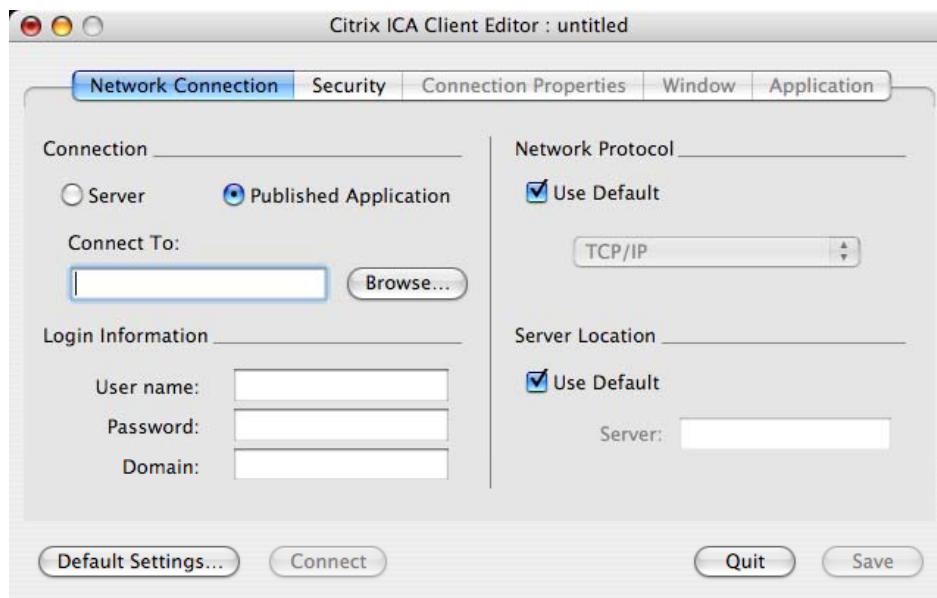 Citrix ICA Client Editor : untitled
Network Connection Security Connection Properties Window Application
Connection
Server Published Application
Connect To:
Browse...
Login Information
User name:
Password:
Domain:
Network Protocol
Use Default
TCP/IP
Server Location
Use Default
Server:
Default Settings... Connect Quit Save